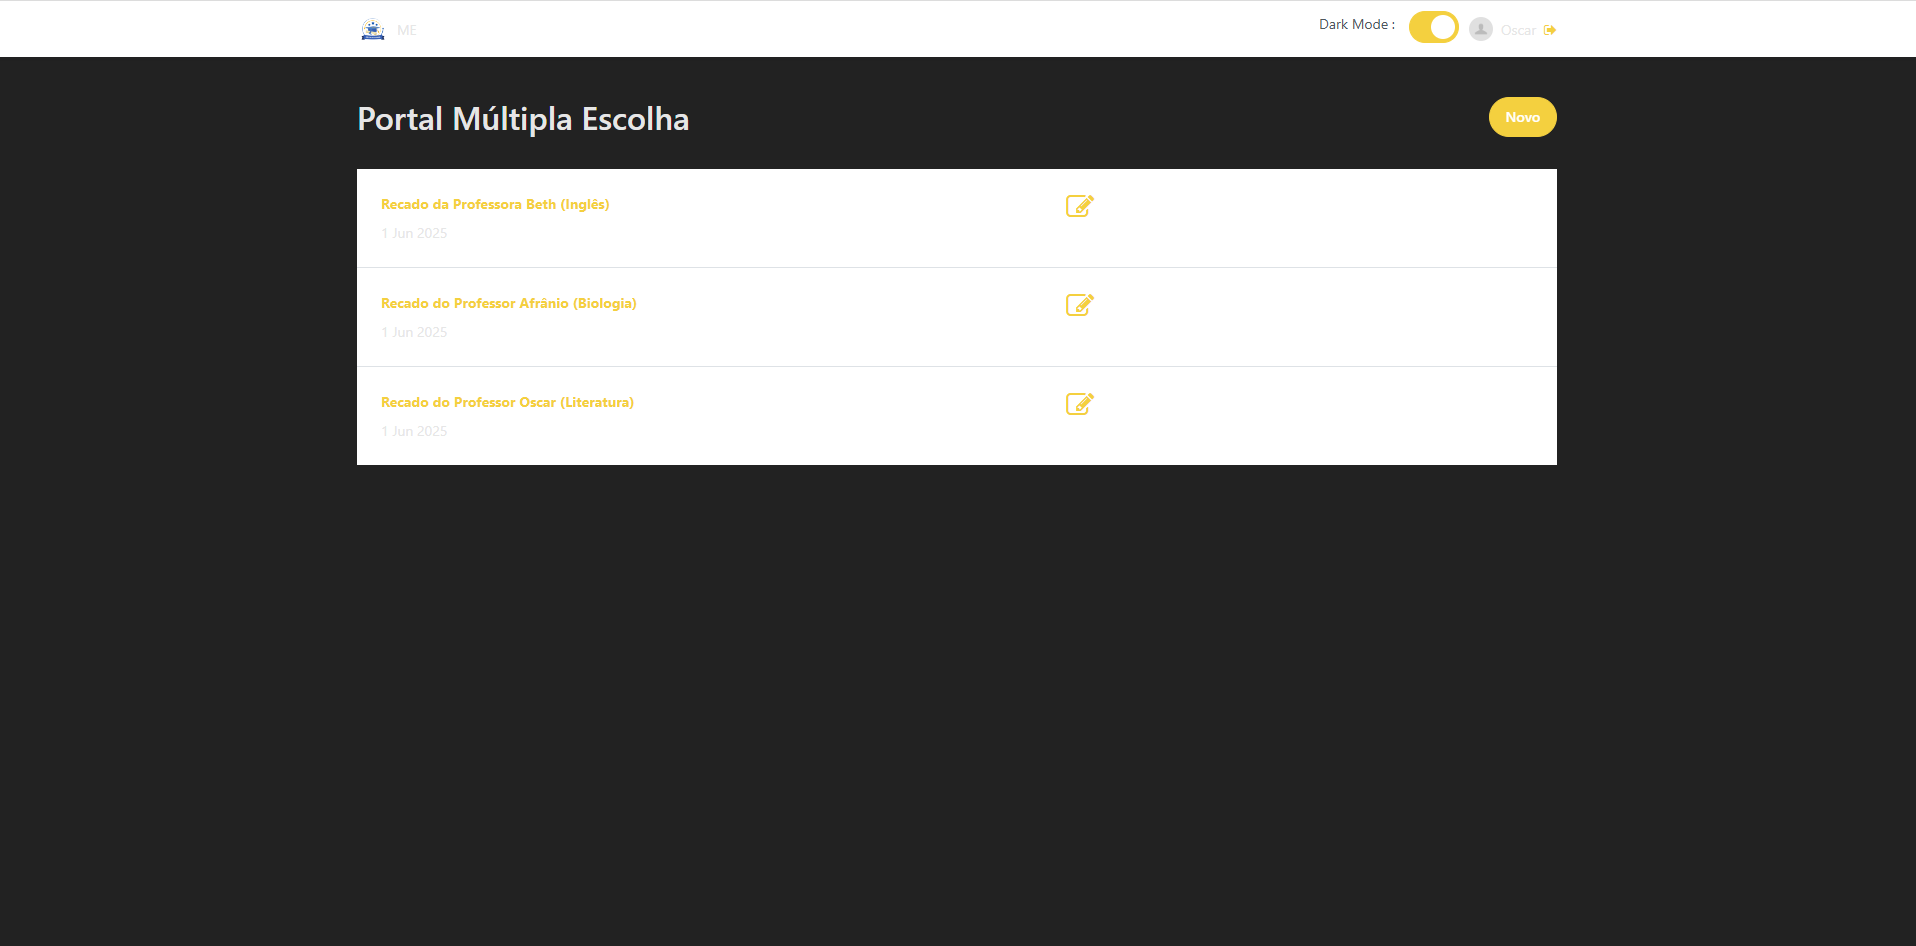 ME
Dark Mode :
Oscar
Portal Múltipla Escolha
Novo
Recado da Professora Beth (Inglês)
1 Jun 2025
Recado do Professor Afrânio (Biologia)
1 Jun 2025
Recado do Professor Oscar (Literatura)
1 Jun 2025